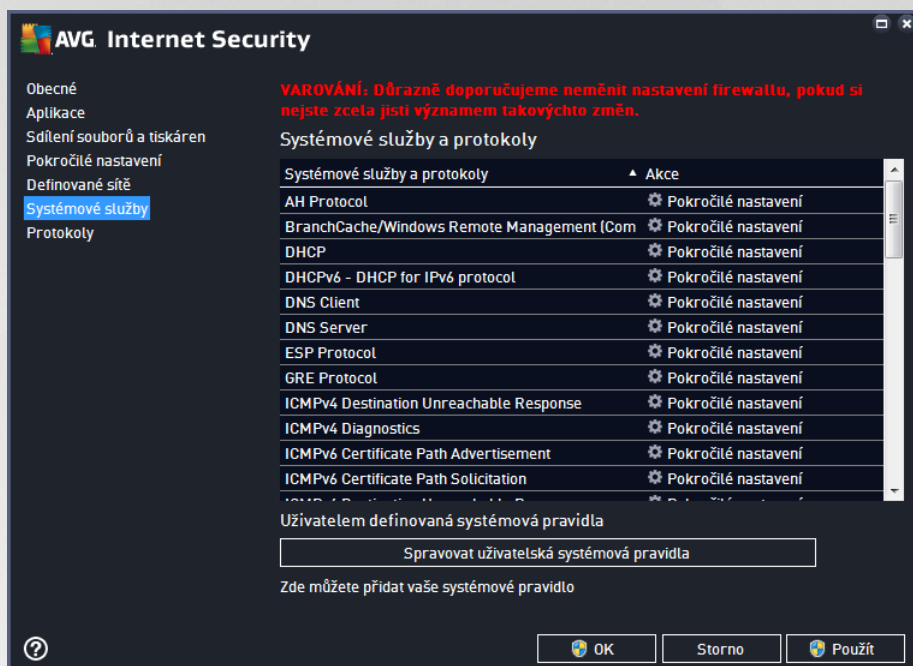 AVG. Internet Security
Obecné
Aplikace
Sdílení souborů a tiskáren
Pokročilé nastavení
Definované sítě
Systémové služby
Protokoly
VAROVÁNÍ: Důrazně doporučujeme neměnit nastavení firewallu, pokud si
nejste zcela jisti významem takovýchto změn.
Systémové služby a protokoly
Systémové služby a protokoly Akce
AH Protocol Pokročilé nastavení
BranchCache/Windows Remote Management (Com Pokročilé nastavení
DHCP Pokročilé nastavení
DHCPv6 - DHCP for IPv6 protocol Pokročilé nastavení
DNS Client Pokročilé nastavení
DNS Server Pokročilé nastavení
ESP Protocol Pokročilé nastavení
GRE Protocol Pokročilé nastavení
ICMPv4 Destination Unreachable Response Pokročilé nastavení
ICMPv4 Diagnostics Pokročilé nastavení
ICMPv6 Certificate Path Advertisement Pokročilé nastavení
ICMPv6 Certificate Path Solicitation Pokročilé nastavení
Uživatelem definovaná systémová pravidla
Spravovat uživatelská systémová pravidla
Zde můžete přidat vaše systémové pravidlo
OK Storno Použít